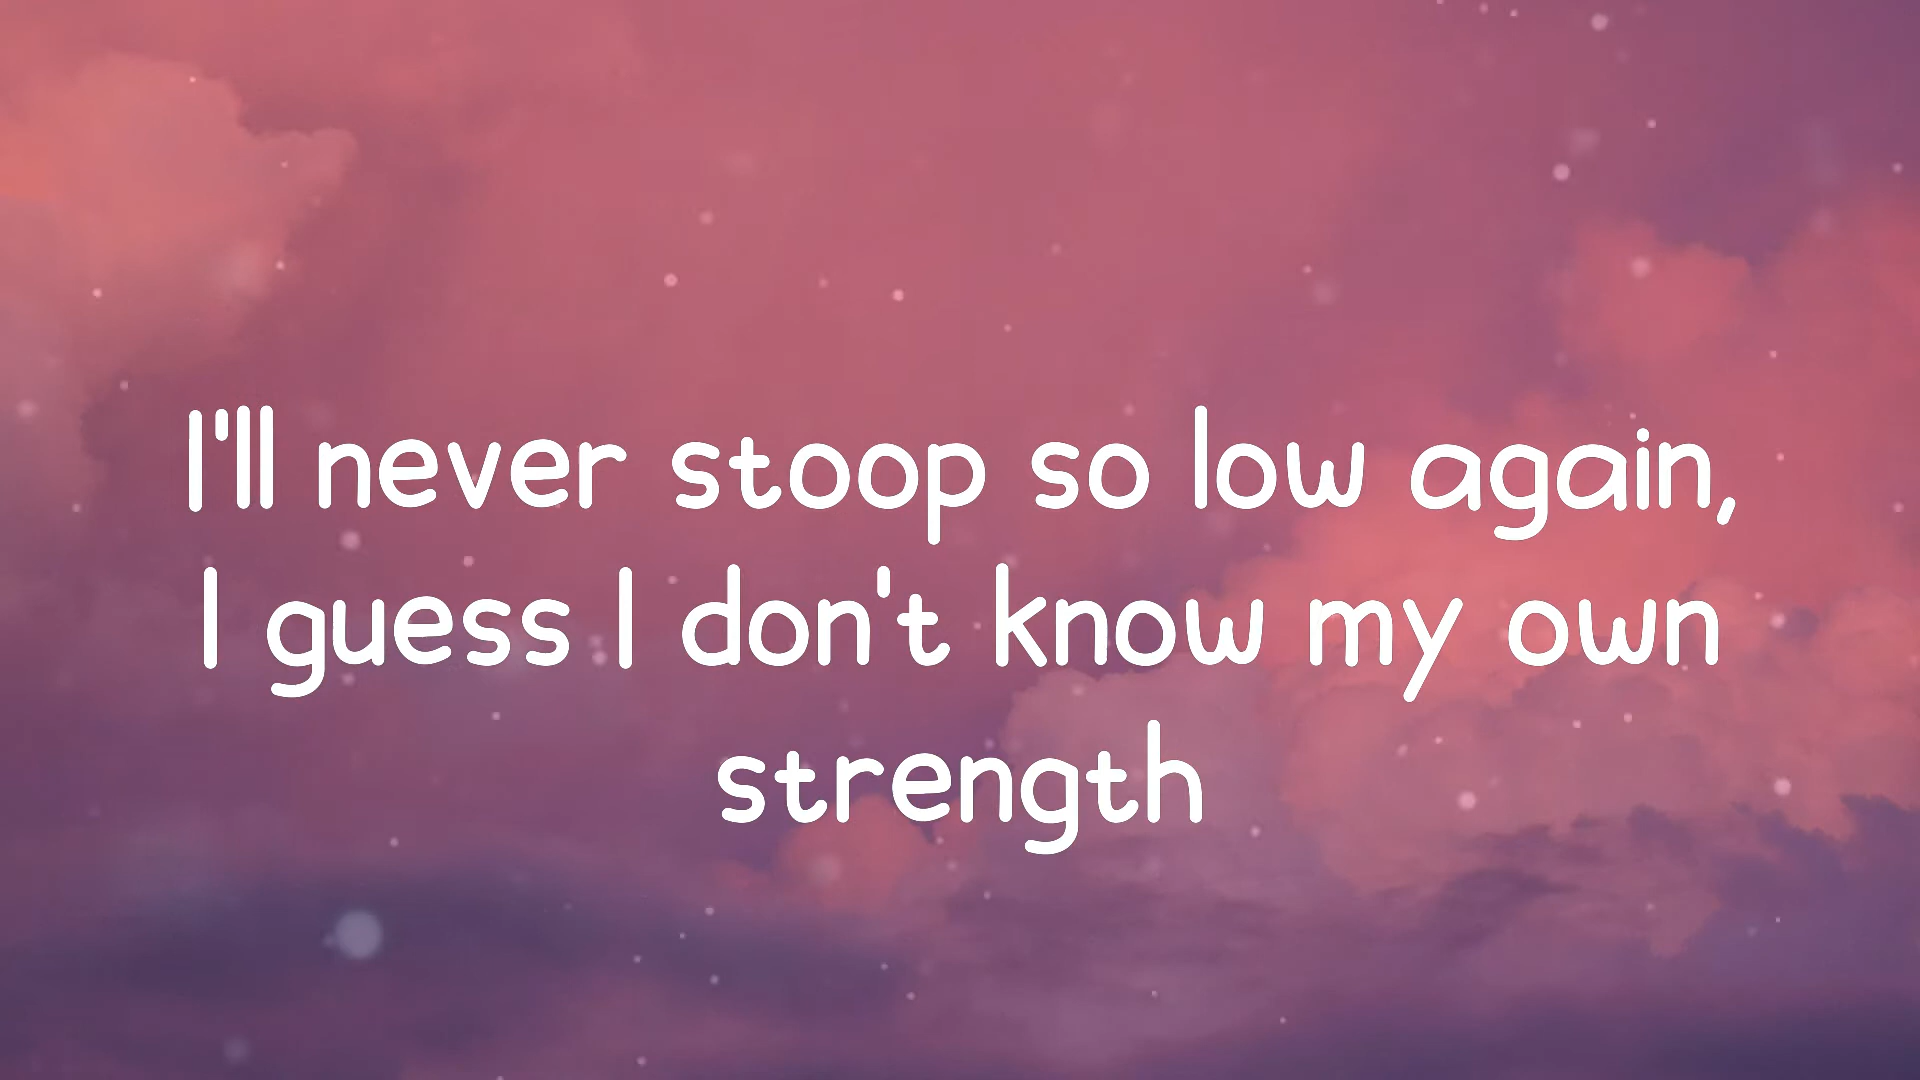 I'll never stoop so low again,
I guess I don't know my own
strength